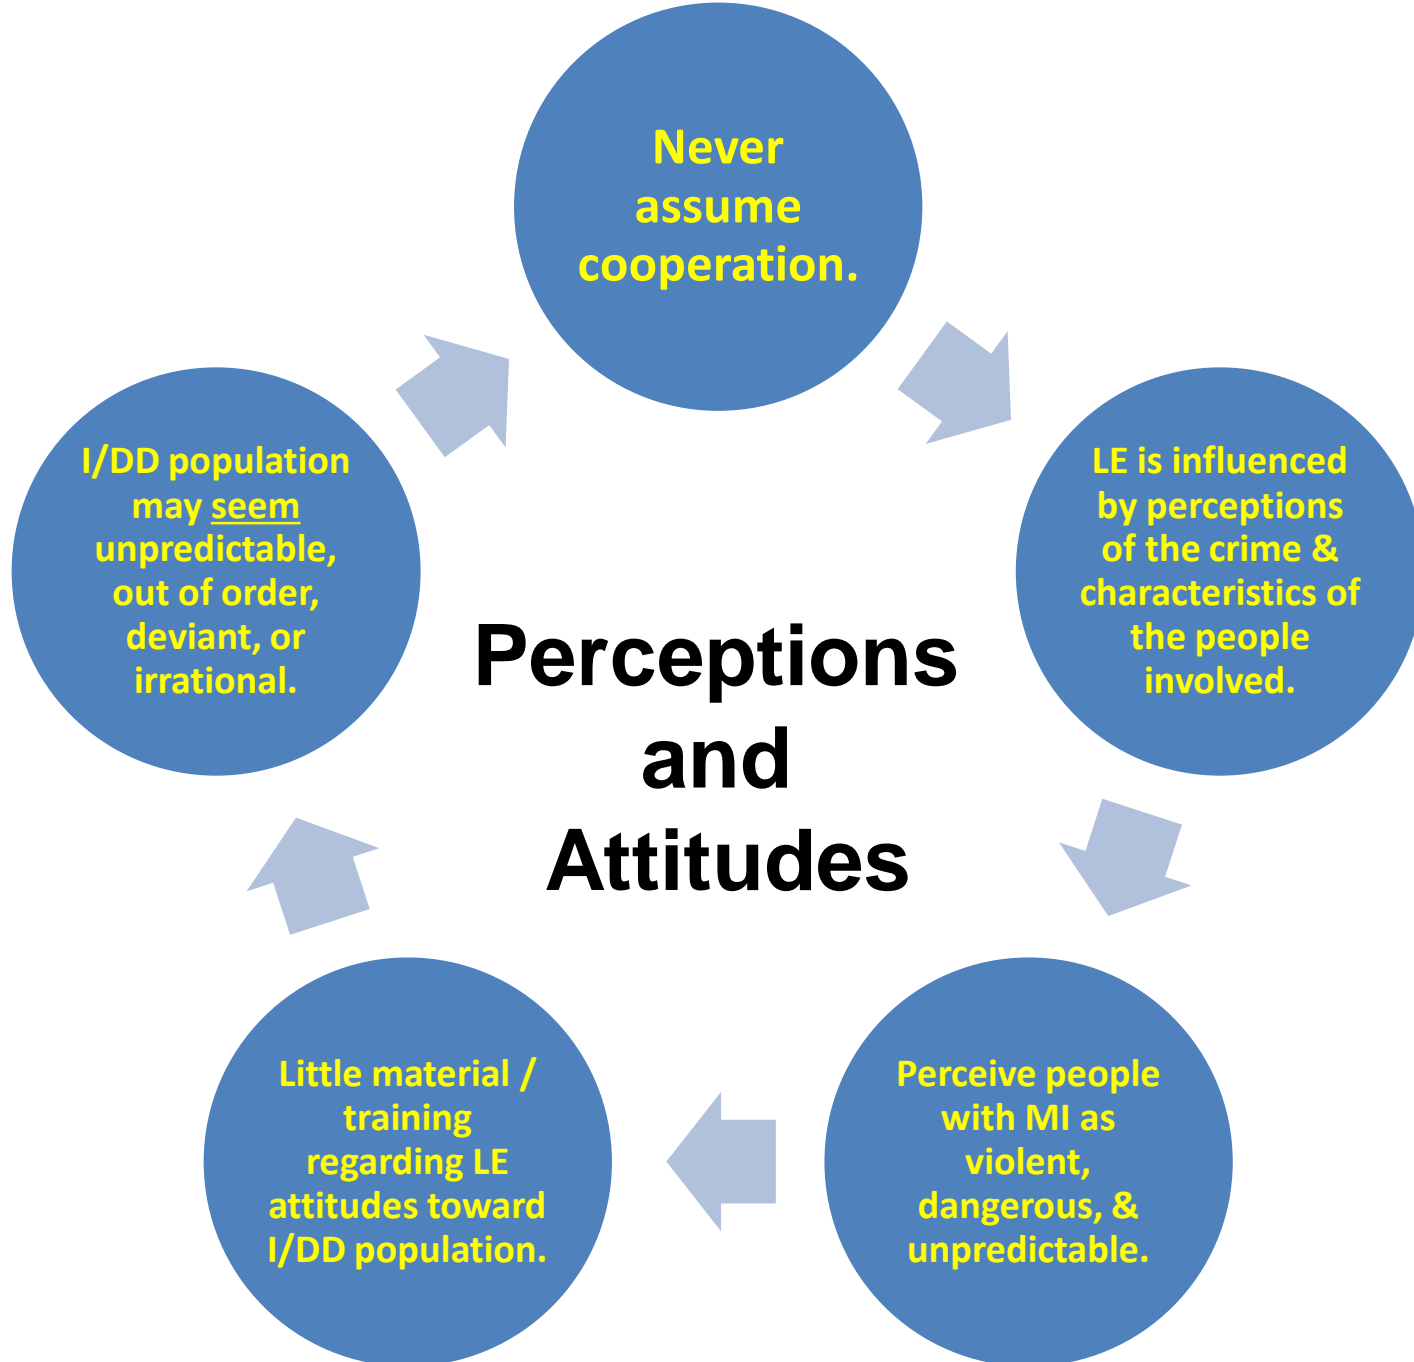 Never
assume
cooperation.
LE is influenced
by perceptions
of the crime &
characteristics of
the people
involved.
Perceive people
with MI as
violent,
dangerous, &
unpredictable.
Little material /
training
regarding LE
attitudes toward
I/DD population.
I/DD population
may seem
unpredictable,
out of order,
deviant, or
irrational.
Perceptions
and
Attitudes